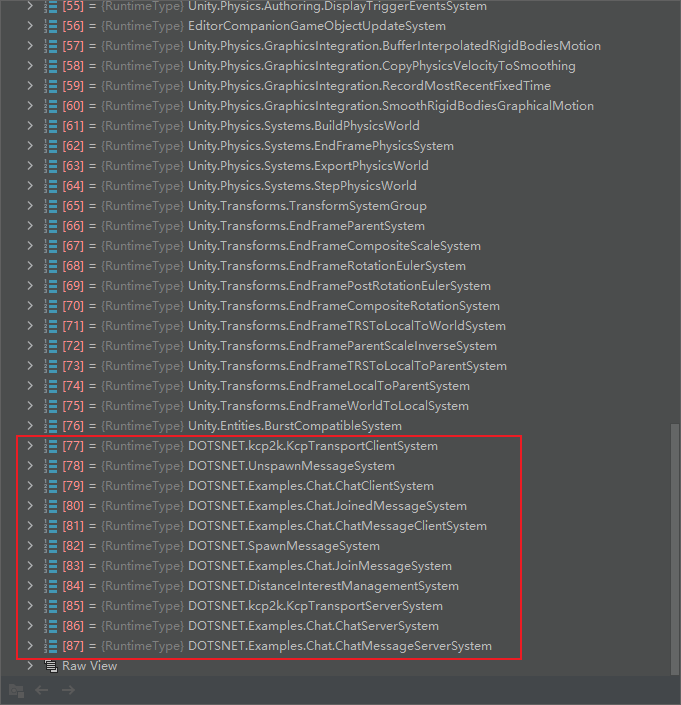 [55] = {RuntimeType} Unity.Physics.Authoring.DisplayTriggerEventsSystem
[56] = {RuntimeType} EditorCompanionGameObjectUpdateSystem
[57] = {RuntimeType} Unity.Physics.GraphicsIntegration.BufferInterpolatedRigidBodiesMotion
[58] = {RuntimeType} Unity.Physics.GraphicsIntegration.CopyPhysicsVelocityToSmoothing
[59] = {RuntimeType} Unity.Physics.GraphicsIntegration.RecordMostRecentFixedTime
[60] = {RuntimeType} Unity.Physics.GraphicsIntegration.SmoothRigidBodiesGraphicalMotion
[61] = {RuntimeType} Unity.Physics.Systems.BuildPhysicsWorld
[62] = {RuntimeType} Unity.Physics.Systems.EndFramePhysicsSystem
[63] = {RuntimeType} Unity.Physics.Systems.ExportPhysicsWorld
[64] = {RuntimeType} Unity.Physics.Systems.StepPhysicsWorld
[65] = {RuntimeType} Unity.Transforms.TransformSystemGroup
[66] = {RuntimeType} Unity.Transforms.EndFrameParentSystem
[67] = {RuntimeType} Unity.Transforms.EndFrameCompositeScaleSystem
[68] = {RuntimeType} Unity.Transforms.EndFrameRotationEulerSystem
[69] = {RuntimeType} Unity.Transforms.EndFramePostRotationEulerSystem
[70] = {RuntimeType} Unity.Transforms.EndFrameCompositeRotationSystem
[71] = {RuntimeType} Unity.Transforms.EndFrameTRSToLocalToWorldSystem
[72] = {RuntimeType} Unity.Transforms.EndFrameParentScaleInverseSystem
[73] = {RuntimeType} Unity.Transforms.EndFrameTRSToLocalToParentSystem
[74] = {RuntimeType} Unity.Transforms.EndFrameLocalToParentSystem
[75] = {RuntimeType} Unity.Transforms.EndFrameWorldToLocalSystem
[76] = {RuntimeType} Unity.Entities.BurstCompatibleSystem
[77] = {RuntimeType} DOTSNET.kcp2k.KcpTransportClientSystem
[78] = {RuntimeType} DOTSNET.UnspawnMessageSystem
[79] = {RuntimeType} DOTSNET.Examples.Chat.ChatClientSystem
[80] = {RuntimeType} DOTSNET.Examples.Chat.JoinedMessageSystem
[81] = {RuntimeType} DOTSNET.Examples.Chat.ChatMessageClientSystem
[82] = {RuntimeType} DOTSNET.SpawnMessageSystem
[83] = {RuntimeType} DOTSNET.Examples.Chat.JoinMessageSystem
[84] = {RuntimeType} DOTSNET.DistanceInterestManagementSystem
[85] = {RuntimeType} DOTSNET.kcp2k.KcpTransportServerSystem
[86] = {RuntimeType} DOTSNET.Examples.Chat.ChatServerSystem
[87] = {RuntimeType} DOTSNET.Examples.Chat.ChatMessageServerSystem
Raw View